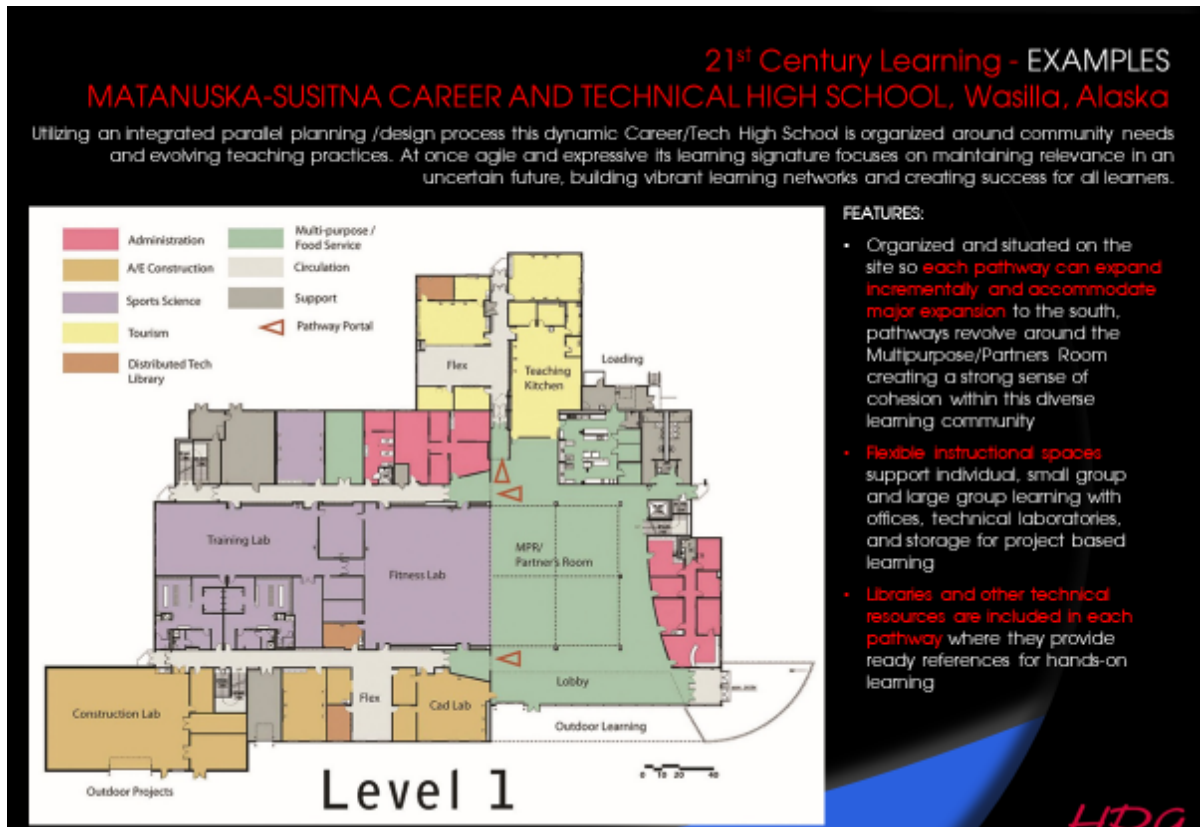 21st Century Learning - EXAMPLES
MATANUSKA-SUSITNA CAREER AND TECHNICAL HIGH SCHOOL, Wasilla, Alaska
Utilizing an integrated parallel planning /design process this dynamic Career/Tech High School is organized around community needs
and evolving teaching practices. At once agile and expressive its learning signature focuses on maintaining relevance in an
uncertain future, building vibrant learning networks and creating success for all learners.
Administration
A/E Construction
Sports Science
Tourism
Distributed Tech
Library
Multi-purpose /
Food Service
Circulation
Support
Pathway Portal
Flex
Teaching
Kitchen
Loading
Training Lab
Fitness Lab
MPR/
Partner's Room
Lobby
Construction Lab
Flex
Cad Lab
Outdoor Learning
Outdoor Projects
Level 1
0 10 20 40
FEATURES:
• Organized and situated on the
site so each pathway can expand
incrementally and accommodate
major expansion to the south,
pathways revolve around the
Multipurpose/Partners Room
creating a strong sense of
cohesion within this diverse
learning community
• Flexible instructional spaces
support individual, small group
and large group learning with
offices, technical laboratories,
and storage for project based
learning
• Libraries and other technical
resources are included in each
pathway where they provide
ready references for hands-on
learning